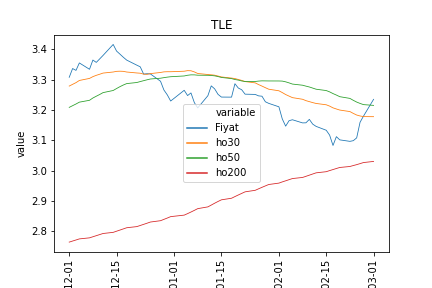 TLE
3.4
3.3
3.2
3.1
3.0
2.9
2.8
value
variable
Fiyat
ho30
ho50
ho200
12-01
12-15
01-01
01-15
02-01
02-15
03-01